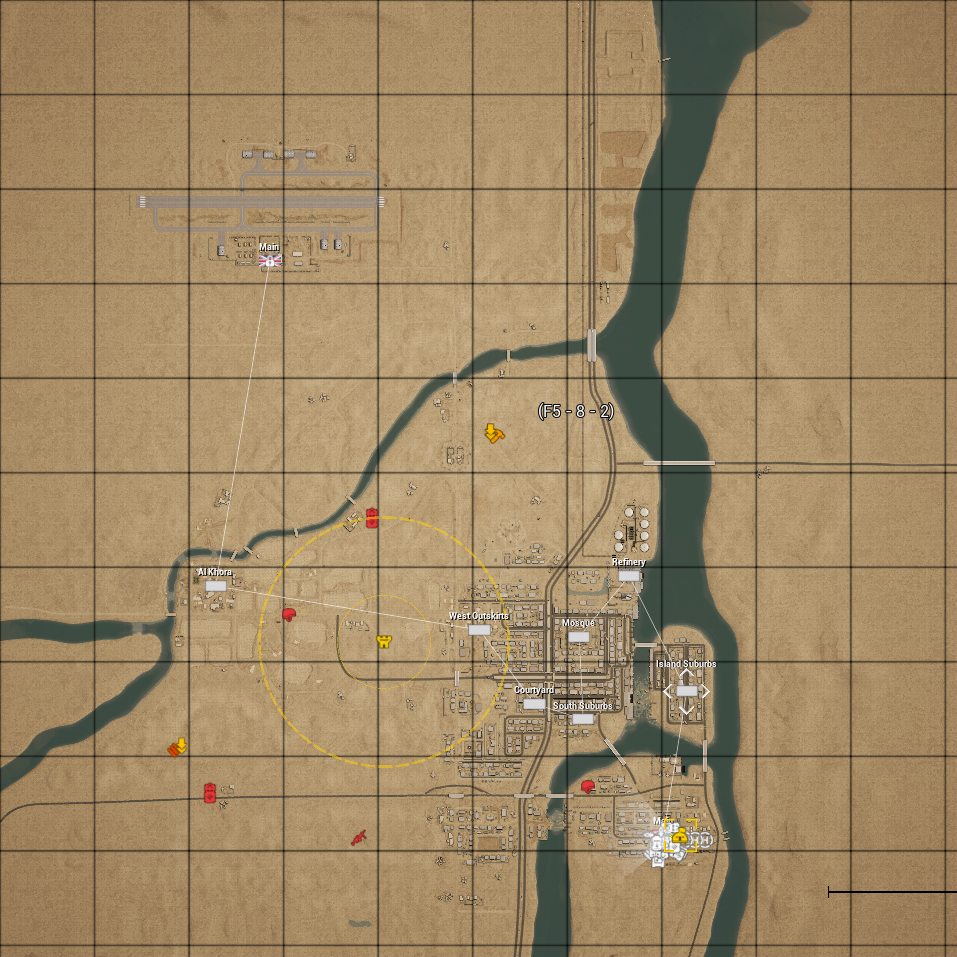 Main
(F5 - 8 - 2)
Refinery
Al Khora
West Outskirts
Mosque
Island Suburbs
Courtyard
South Suburbs